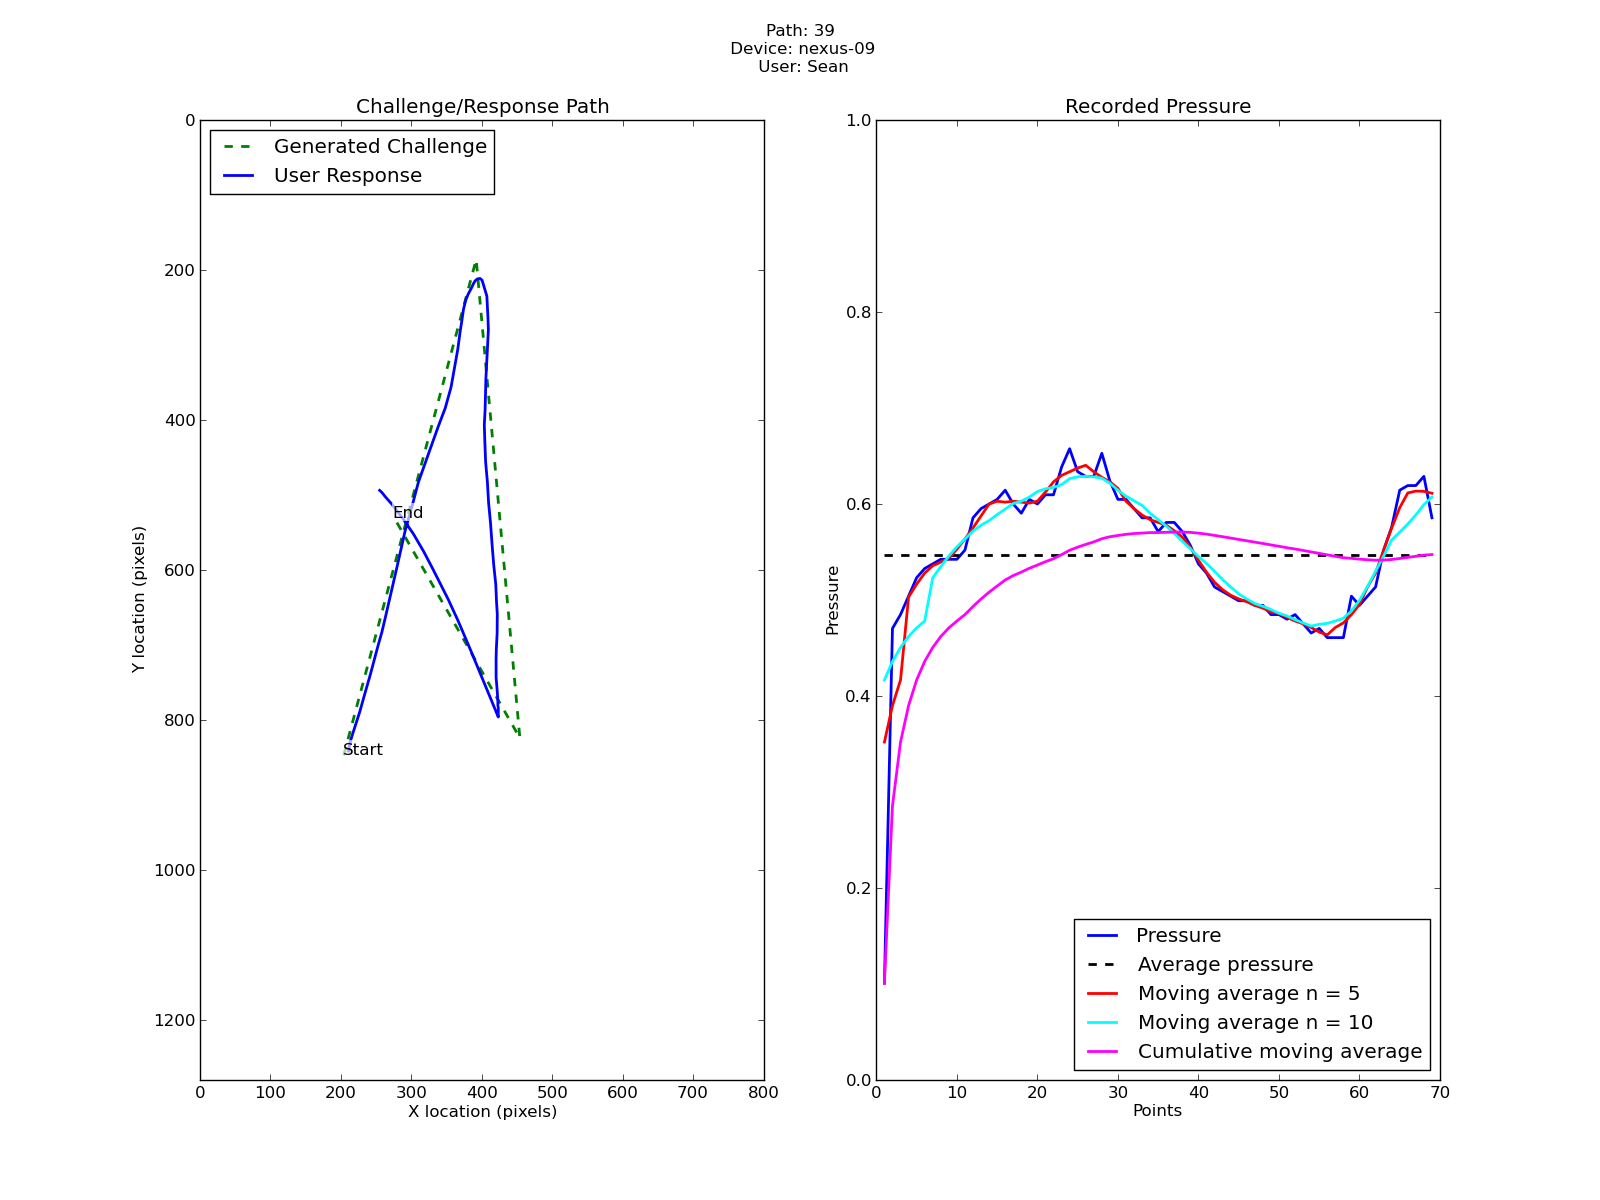 Path: 39
Device: nexus-09
User: Sean
Challenge/Response Path
Generated Challenge
User Response
0
200
400
600
800
1000
1200
Y location (pixels)
End
Start
0 100 200 300 400 500 600 700 800
X location (pixels)
Recorded Pressure
1.0
0.8
0.6
0.4
0.2
0.0
Pressure
Pressure
Average pressure
Moving average n = 5
Moving average n = 10
Cumulative moving average
0 10 20 30 40 50 60 70
Points